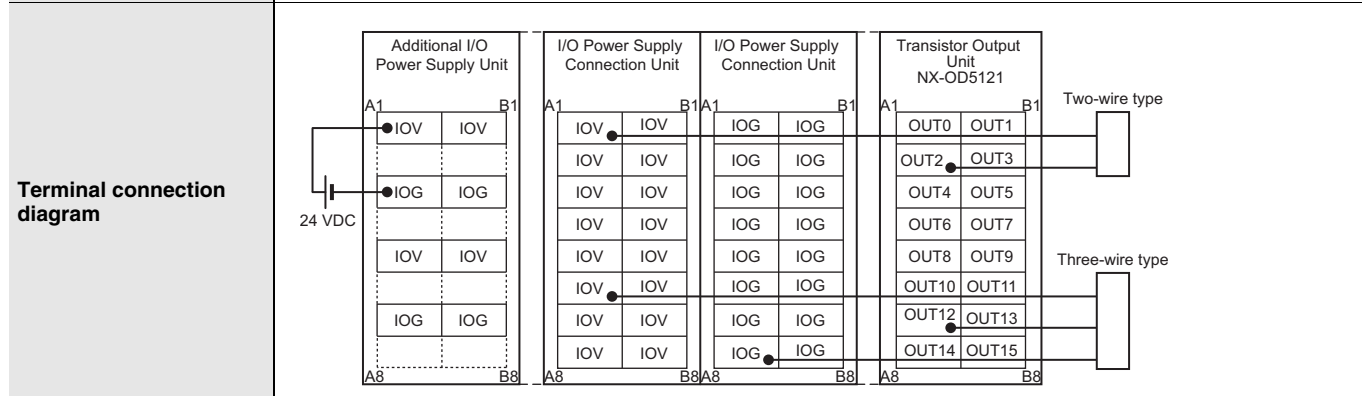 Terminal connection
diagram
Additional I/O
Power Supply Unit
I/O Power Supply
Connection Unit
I/O Power Supply
Connection Unit
Transistor Output
Unit
NX-OD5121
A1 B1 A1 B1 A1 B1 A1 B1
Two-wire type
IOV IOV IOV IOV IOG IOG OUT0 OUT1
IOV IOV IOG IOG OUT2 OUT3
IOG IOG IOV IOV IOG IOG OUT4 OUT5
24 VDC
IOV IOV IOG IOG OUT6 OUT7
IOV IOV IOV IOV IOG IOG OUT8 OUT9
Three-wire type
IOV IOV IOG IOG OUT10 OUT11
IOG IOG IOV IOV IOG IOG OUT12 OUT13
IOV IOV IOG IOG OUT14 OUT15
A8 B8 A8 B8 A8 B8 A8 B8